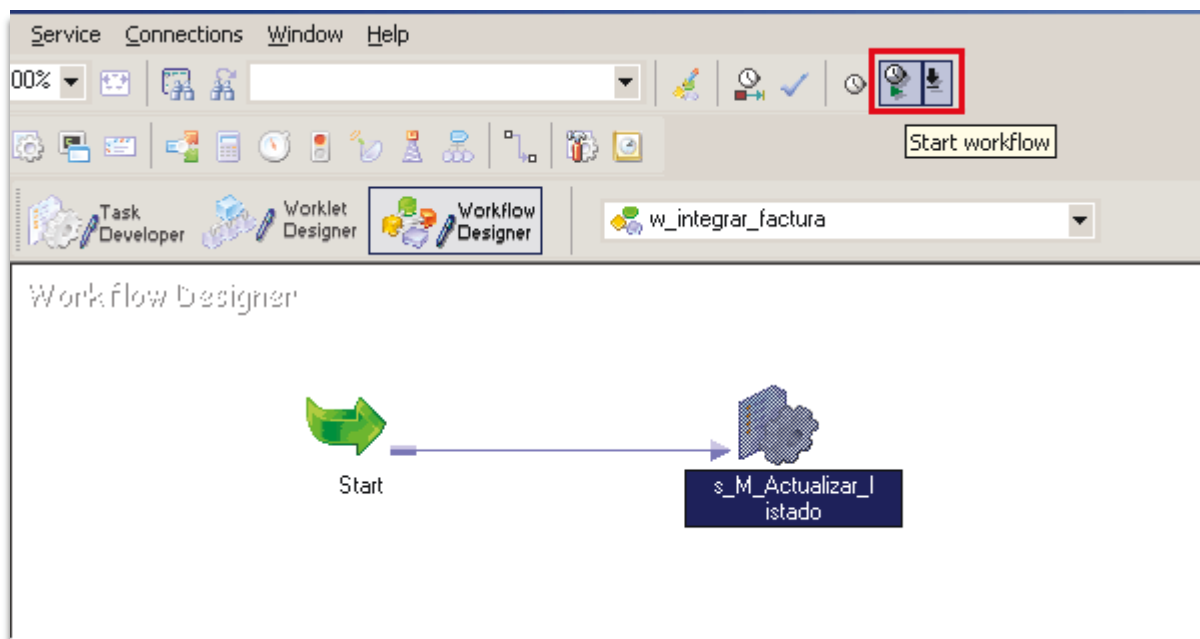 Service Connections Window Help
00%
Start workflow
Task
Developer
Worklet
Designer
Workflow
Designer
w_integrar_factura
Workflow Designer
Start
s_M_Actualizar_l
istado